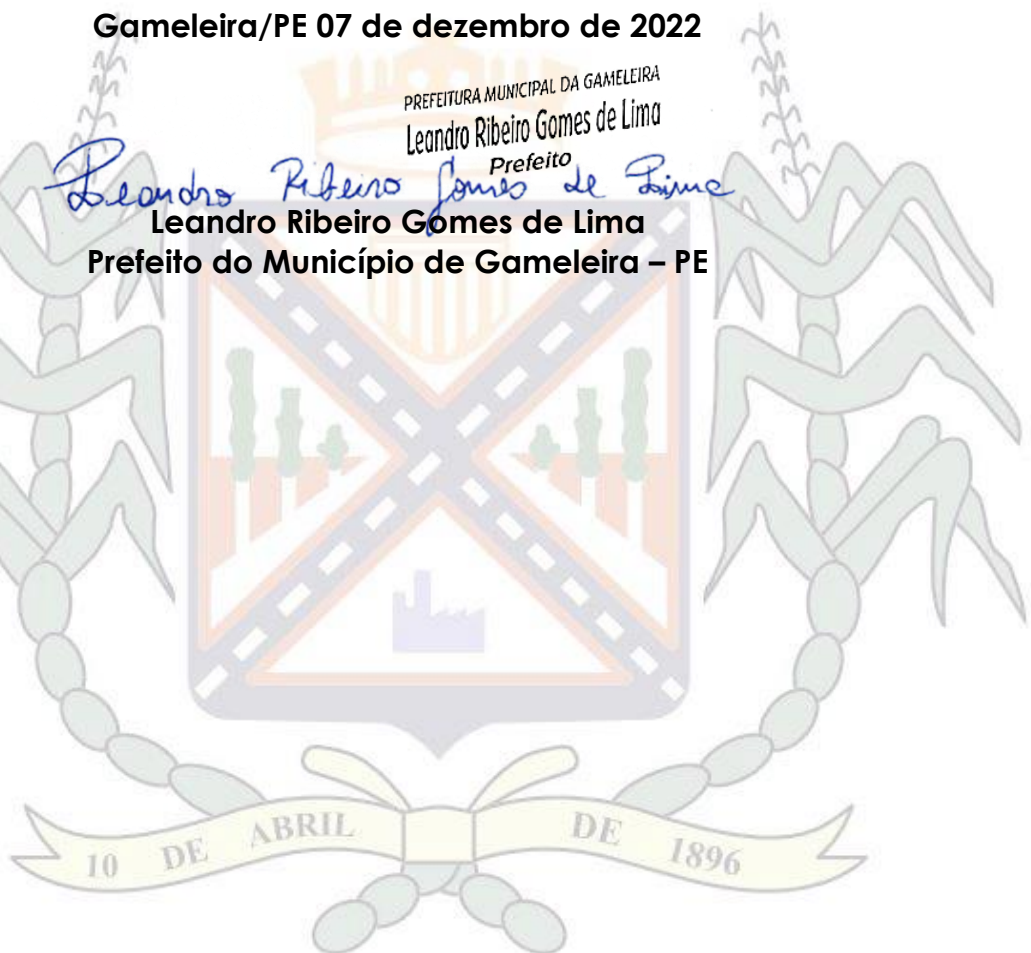 Gameleira/PE 07 de dezembro de 2022
PREFEITURA MUNICIPAL DA GAMELEIRA
Leandro Ribeiro Gomes de Lima
Prefeito
Leandro Ribeiro Gomes de Lima
Leandro Ribeiro Gomes de Lima
Prefeito do Município de Gameleira – PE
10 DE ABRIL DE 1896